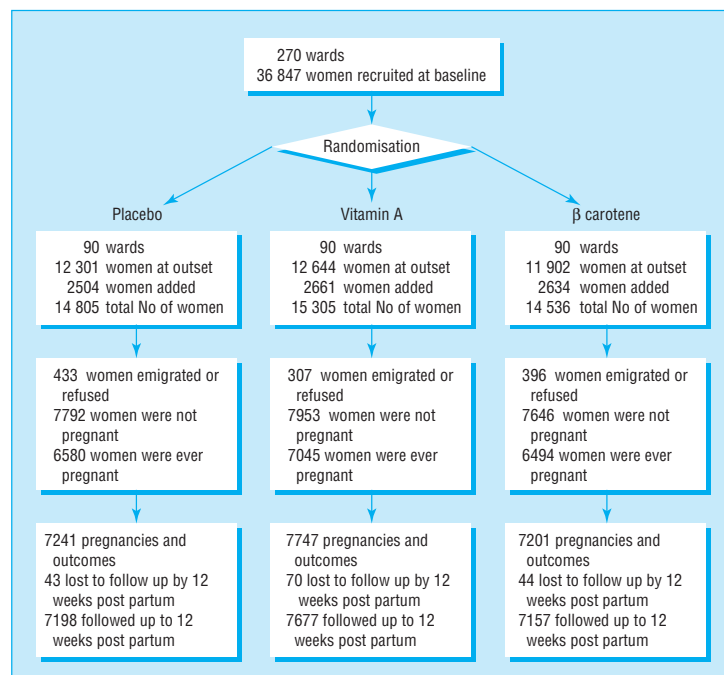 270 wards
36 847 women recruited at baseline
Randomisation
Placebo
90 wards
12 301 women at outset
2504 women added
14 805 total No of women
433 women emigrated or
refused
7792 women were not
pregnant
6580 women were ever
pregnant
7241 pregnancies and
outcomes
43 lost to follow up by 12
weeks post partum
7198 followed up to 12
weeks post partum
Vitamin A
90 wards
12 644 women at outset
2661 women added
15 305 total No of women
307 women emigrated or
refused
7953 women were not
pregnant
7045 women were ever
pregnant
7747 pregnancies and
outcomes
70 lost to follow up by 12
weeks post partum
7677 followed up to 12
weeks post partum
β carotene
90 wards
11 902 women at outset
2634 women added
14 536 total No of women
396 women emigrated or
refused
7646 women were not
pregnant
6494 women were ever
pregnant
7201 pregnancies and
outcomes
44 lost to follow up by 12
weeks post partum
7157 followed up to 12
weeks post partum